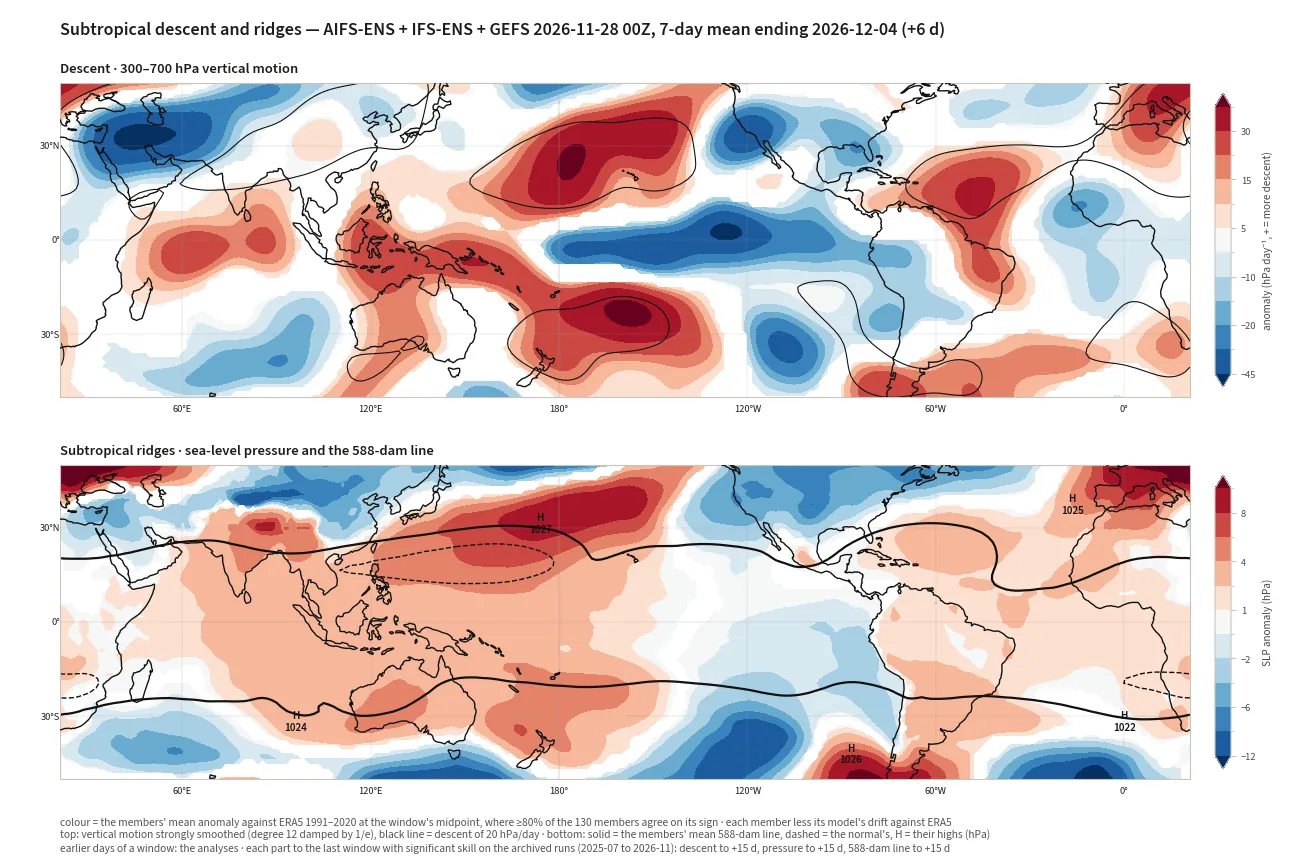 Subtropical descent and ridges — AIFS-ENS + IFS-ENS + GEFS 2026-11-28 00Z, 7-day mean ending 2026-12-04 (+6 d)
Descent · 300–700 hPa vertical motion
30°N
0°
30°S
60°E
120°E
180°
120°W
60°W
0°
30
15
5
−10
−20
−45
anomaly (hPa day⁻¹, + = more descent)
Subtropical ridges · sea-level pressure and the 588-dam line
30°N
0°
30°S
H
1027
H
1025
H
1024
H
1026
H
1022
60°E
120°E
180°
120°W
60°W
0°
8
4
1
−2
−6
−12
SLP anomaly (hPa)
colour = the members' mean anomaly against ERA5 1991–2020 at the window's midpoint, where ≥80% of the 130 members agree on its sign · each member less its model's drift against ERA5
top: vertical motion strongly smoothed (degree 12 damped by 1/e), black line = descent of 20 hPa/day · bottom: solid = the members' mean 588-dam line, dashed = the normal's, H = their highs (hPa)
earlier days of a window: the analyses · each part to the last window with significant skill on the archived runs (2025-07 to 2026-11): descent to +15 d, pressure to +15 d, 588-dam line to +15 d